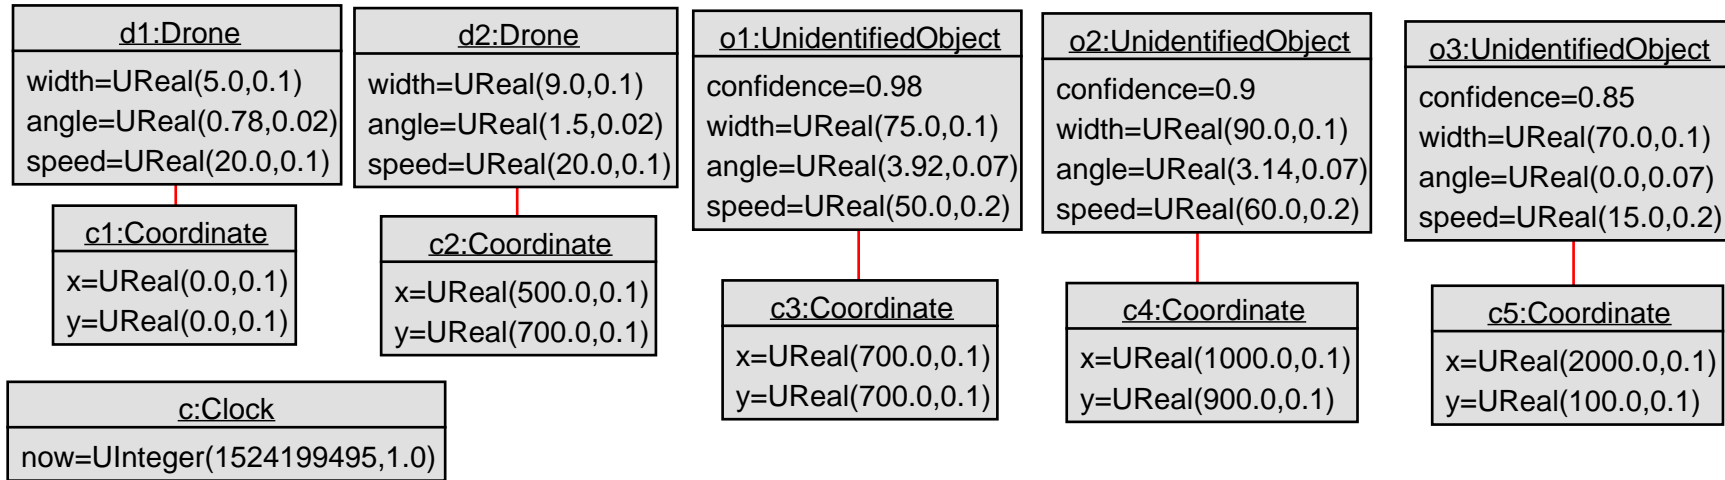 d1:Drone
width=UReal(5.0,0.1)
angle=UReal(0.78,0.02)
speed=UReal(20.0,0.1)
c1:Coordinate
x=UReal(0.0,0.1)
y=UReal(0.0,0.1)
d2:Drone
width=UReal(9.0,0.1)
angle=UReal(1.5,0.02)
speed=UReal(20.0,0.1)
c2:Coordinate
x=UReal(500.0,0.1)
y=UReal(700.0,0.1)
o1:UnidentifiedObject
confidence=0.98
width=UReal(75.0,0.1)
angle=UReal(3.92,0.07)
speed=UReal(50.0,0.2)
c3:Coordinate
x=UReal(700.0,0.1)
y=UReal(700.0,0.1)
o2:UnidentifiedObject
confidence=0.9
width=UReal(90.0,0.1)
angle=UReal(3.14,0.07)
speed=UReal(60.0,0.2)
c4:Coordinate
x=UReal(1000.0,0.1)
y=UReal(900.0,0.1)
o3:UnidentifiedObject
confidence=0.85
width=UReal(70.0,0.1)
angle=UReal(0.0,0.07)
speed=UReal(15.0,0.2)
c5:Coordinate
x=UReal(2000.0,0.1)
y=UReal(100.0,0.1)
c:Clock
now=UInteger(1524199495,1.0)